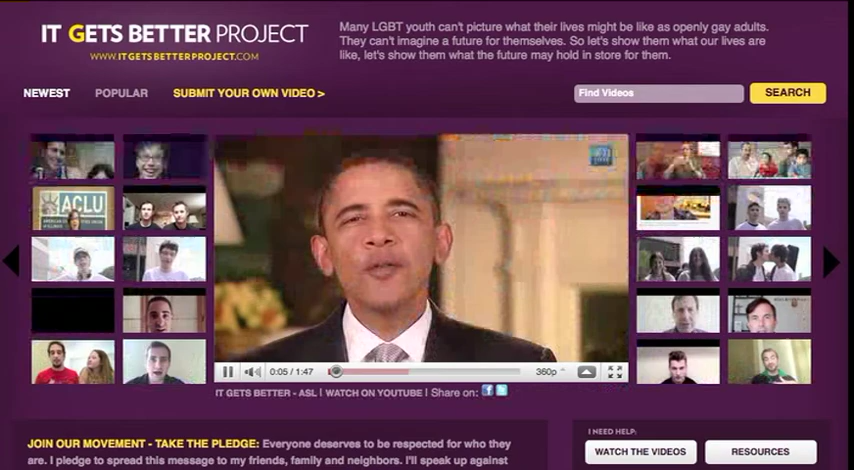 IT GETS BETTER PROJECT
WWW.ITGETSBETTERPROJECT.COM
Many LGBT youth can't picture what their lives might be like as openly gay adults.
They can't imagine a future for themselves. So let's show them what our lives are
like, let's show them what the future may hold in store for them.
NEWEST POPULAR SUBMIT YOUR OWN VIDEO >
Find Videos SEARCH
ACLU
0:05 / 1:47 360p
IT GETS BETTER - ASL | WATCH ON YOUTUBE | Share on:
JOIN OUR MOVEMENT - TAKE THE PLEDGE: Everyone deserves to be respected for who they
are. I pledge to spread this message to my friends, family and neighbors. I'll speak up against
I NEED HELP:
WATCH THE VIDEOS RESOURCES